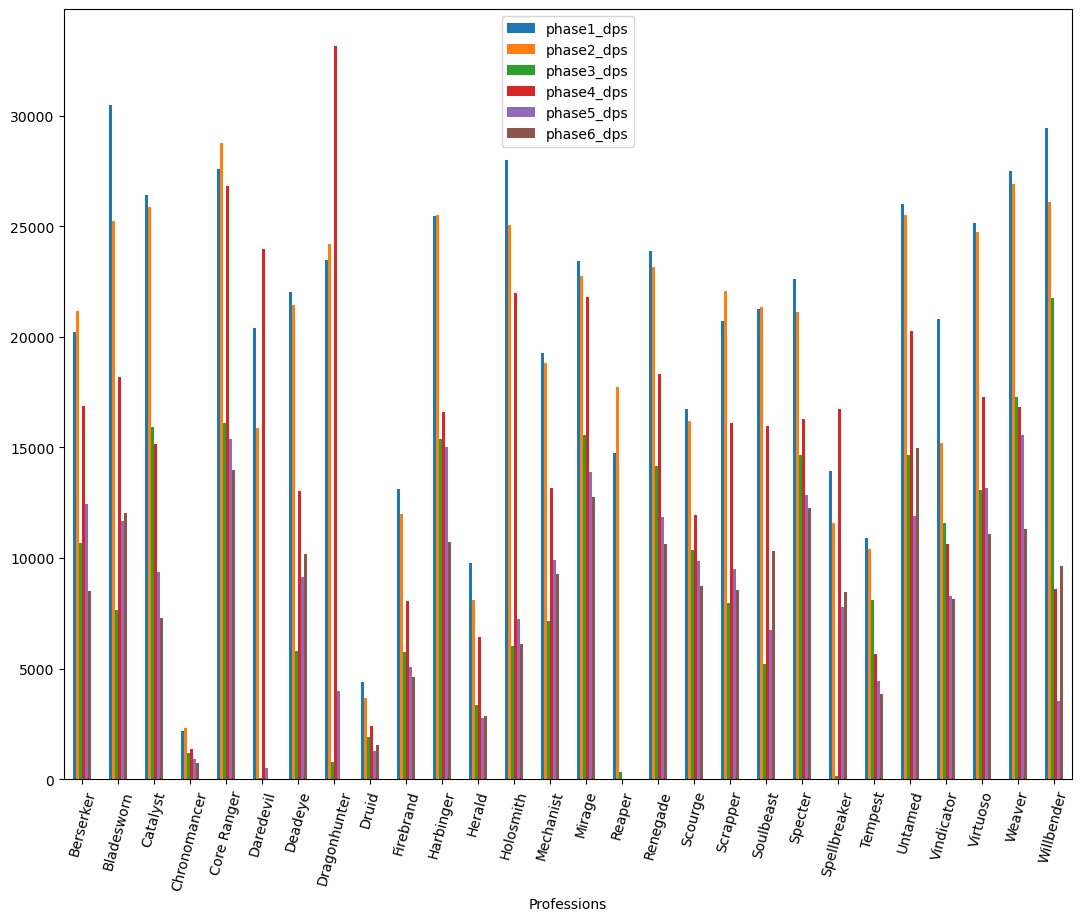 phase1_dps
phase2_dps
phase3_dps
phase4_dps
phase5_dps
phase6_dps
30000
25000
20000
15000
10000
5000
0
Berserker
Bladesworn
Catalyst
Chronomancer
Core Ranger
Daredevil
Deadeye
Dragonhunter
Druid
Firebrand
Harbinger
Herald
Holosmith
Mechanist
Mirage
Reaper
Renegade
Scourge
Scrapper
Soulbeast
Specter
Spellbreaker
Tempest
Untamed
Vindicator
Virtuoso
Weaver
Willbender
Professions